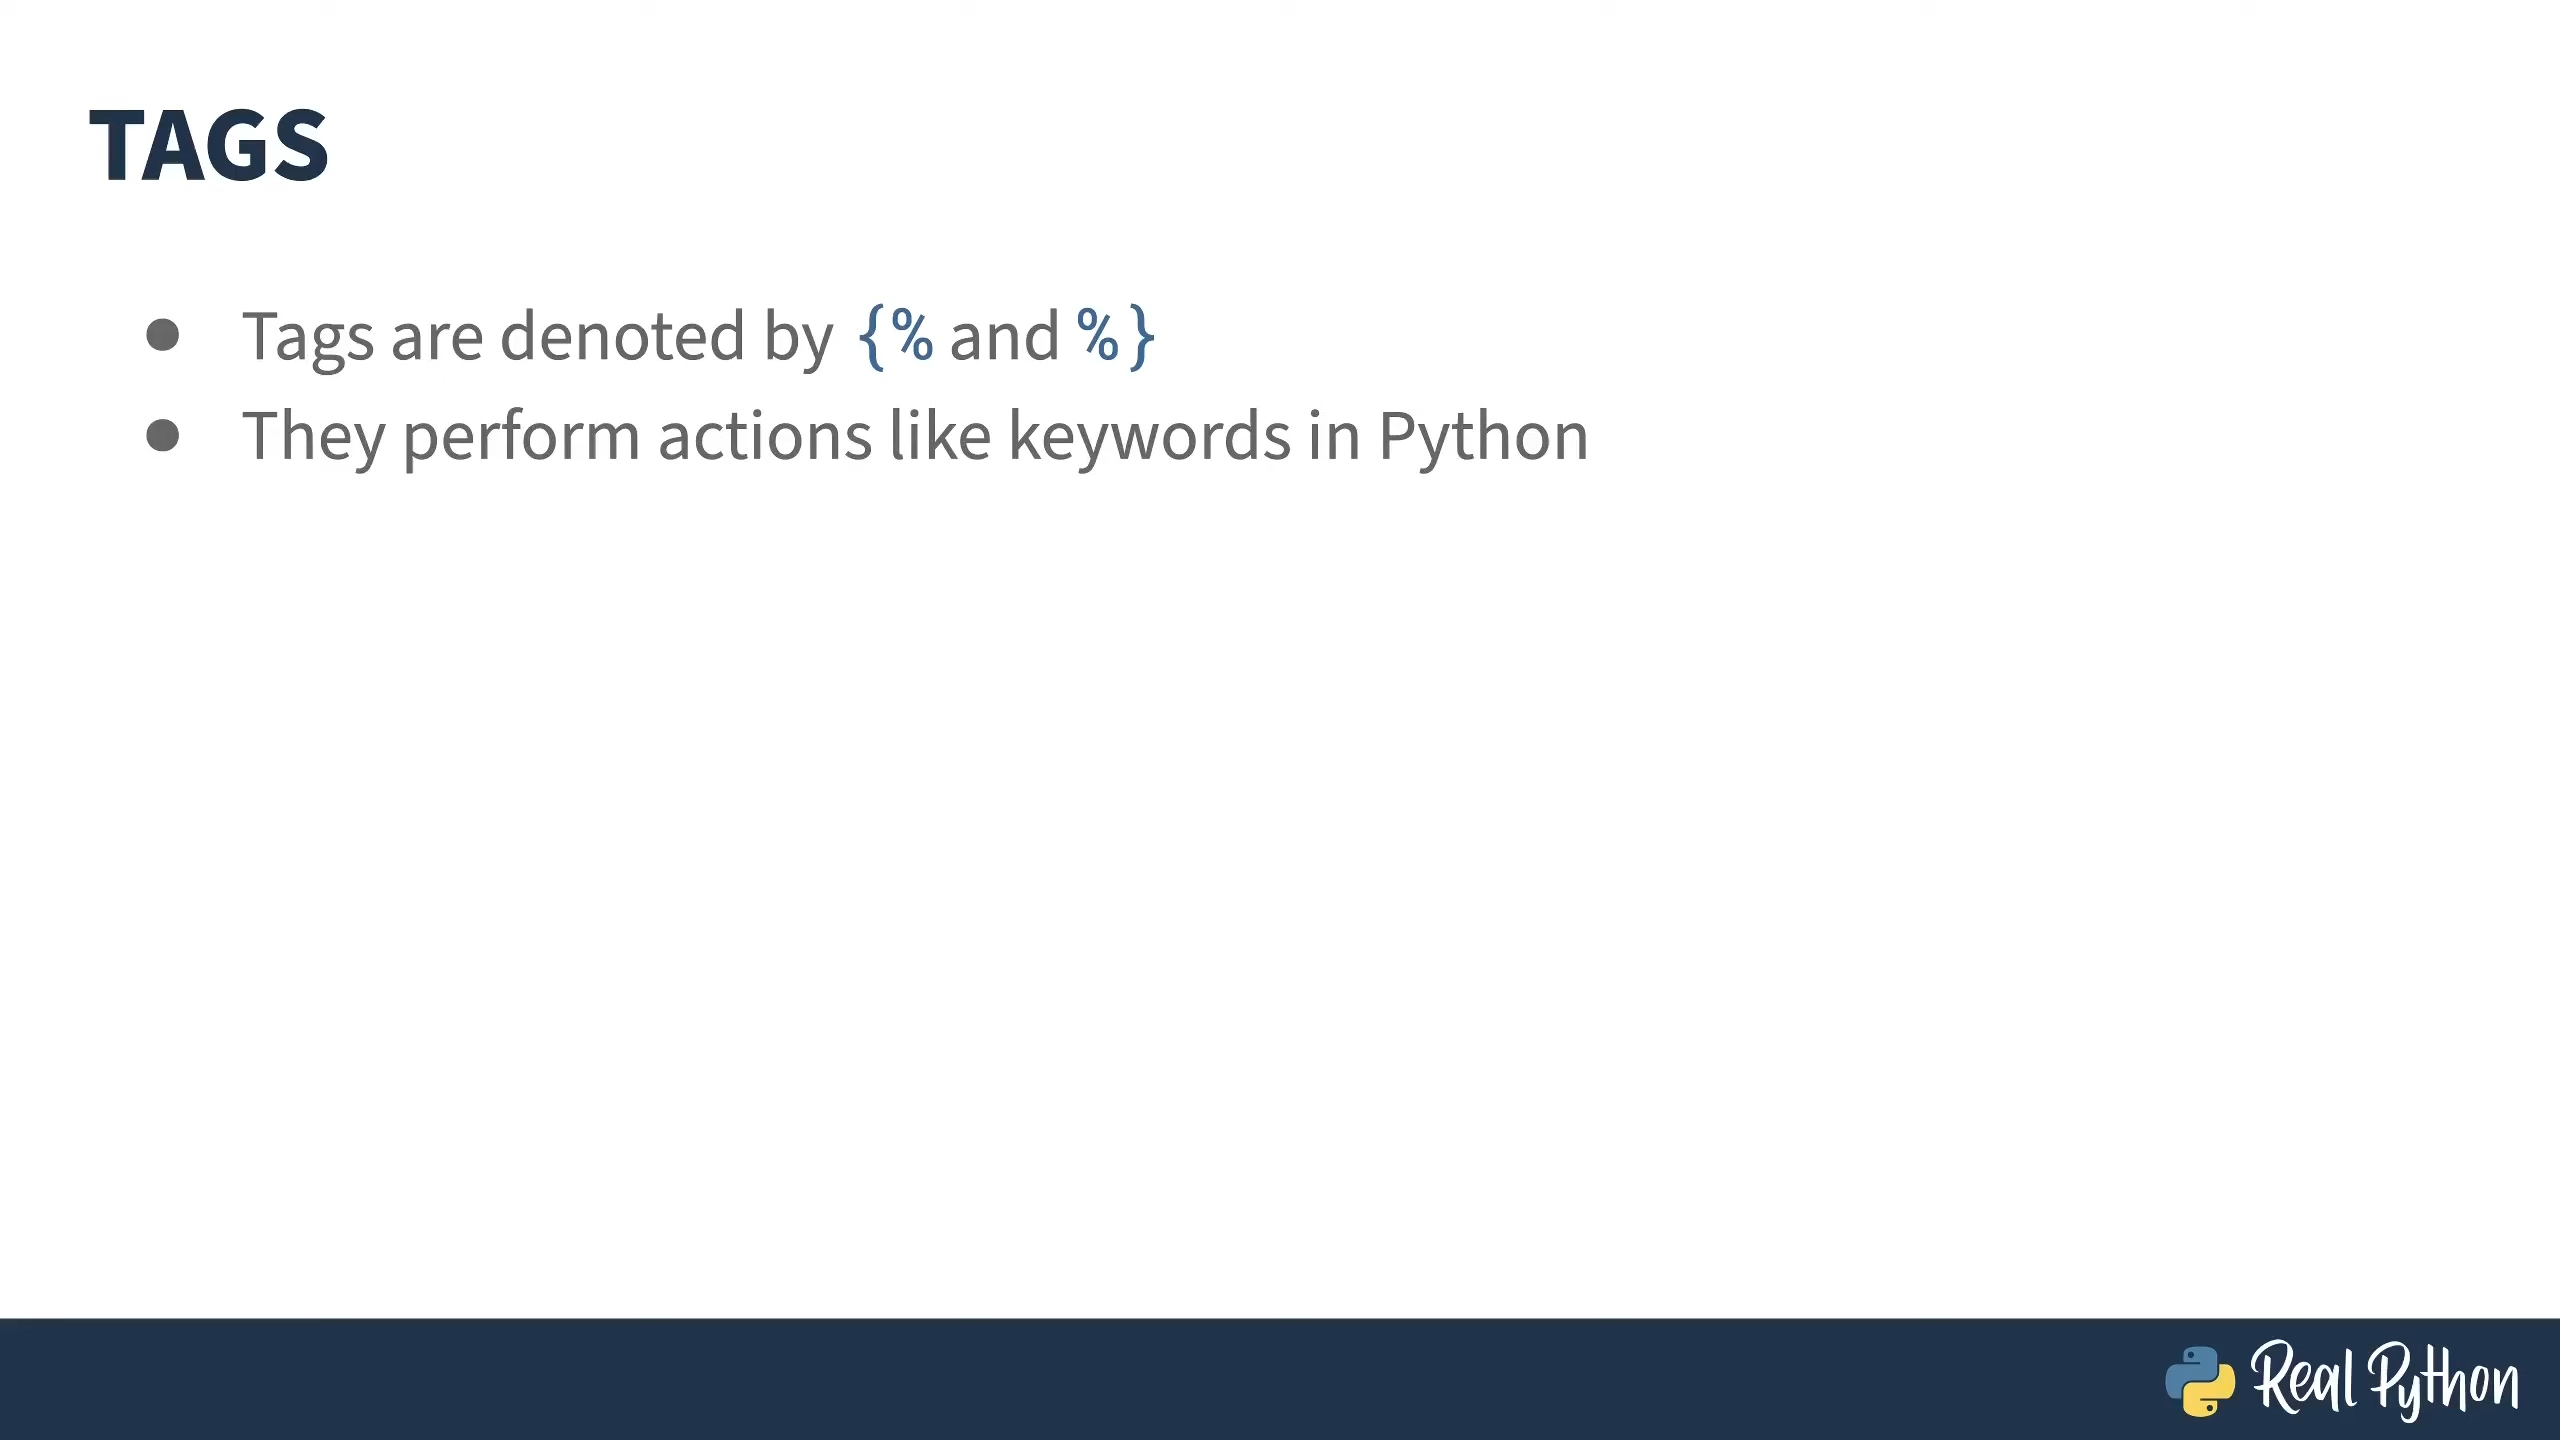 TAGS
● Tags are denoted by {% and %}
● They perform actions like keywords in Python
Real Python